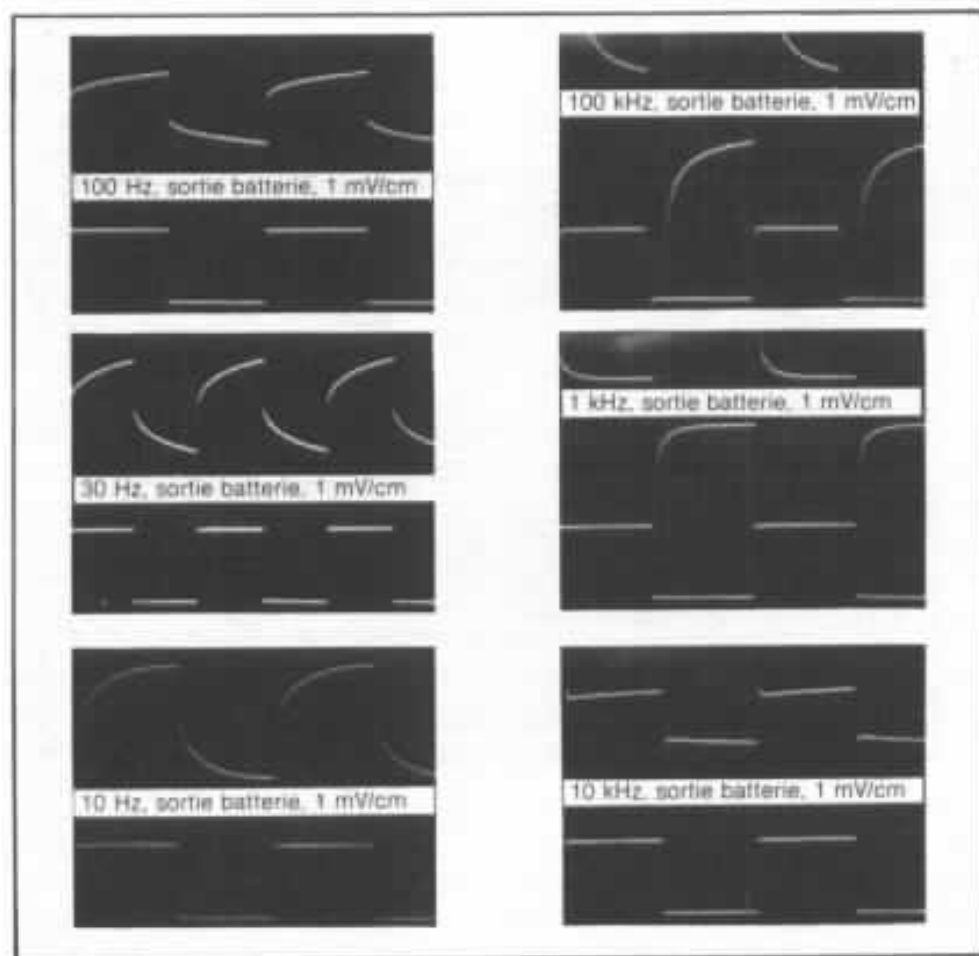 100 Hz, sortie batterie, 1 mV/cm
30 Hz, sortie batterie, 1 mV/cm
10 Hz, sortie batterie, 1 mV/cm
100 kHz, sortie batterie, 1 mV/cm
1 kHz, sortie batterie, 1 mV/cm
10 kHz, sortie batterie, 1 mV/cm